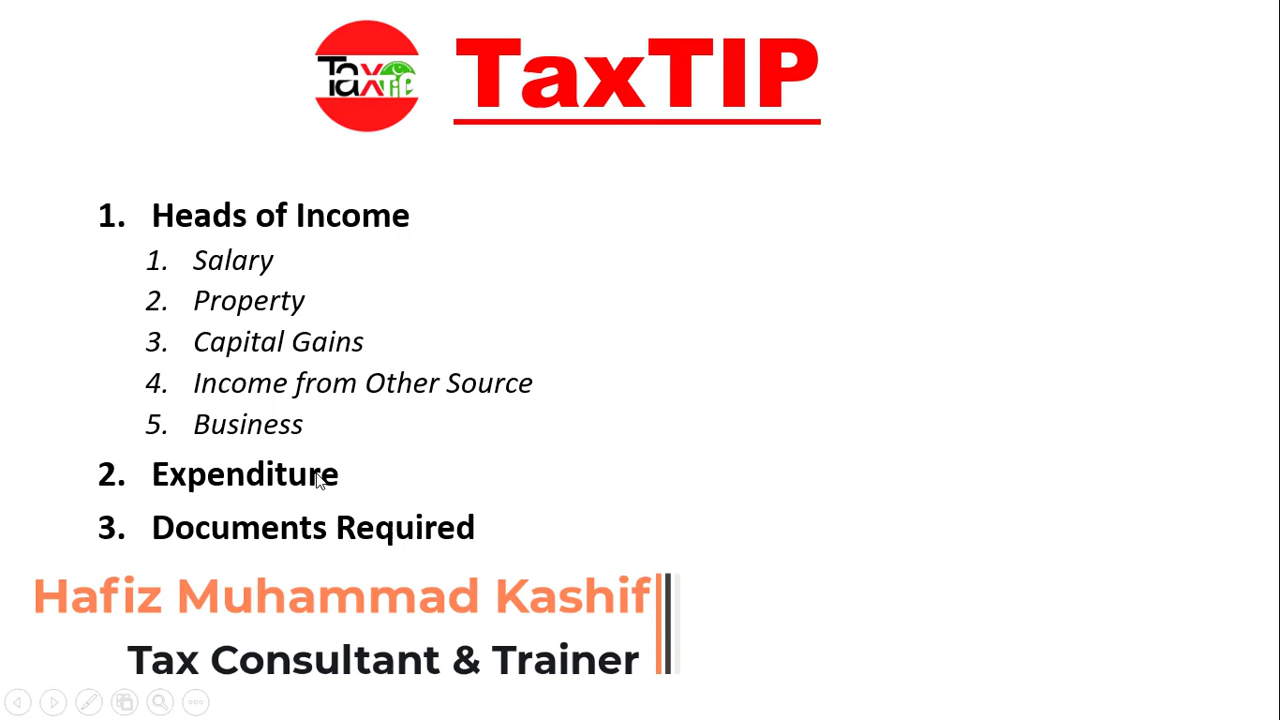 TaxTIP
TaxTIP
1. Heads of Income
1. Salary
2. Property
3. Capital Gains
4. Income from Other Source
5. Business
2. Expenditure
3. Documents Required
Hafiz Muhammad Kashif
Tax Consultant & Trainer